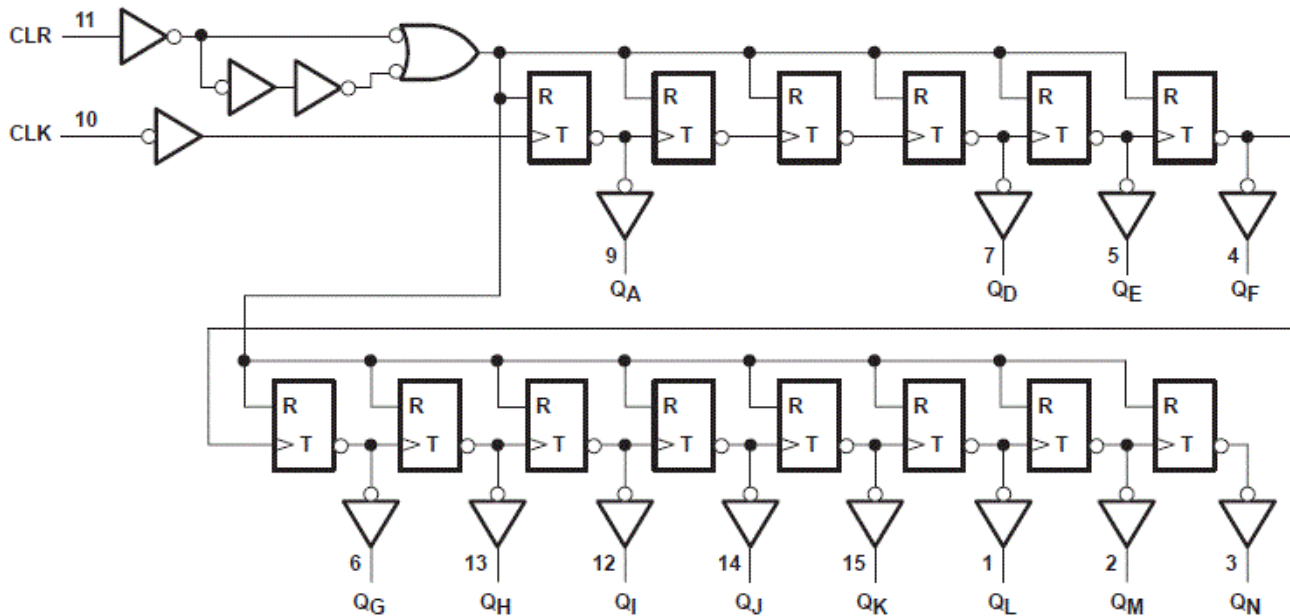 CLR 11
R R R R R R
CLK 10
T T T T T T
9 7 5 4
QA QD QE QF
R R R R R R R R
T T T T T T T T
6 13 12 14 15 1 2 3
QG QH QI QJ QK QL QM QN